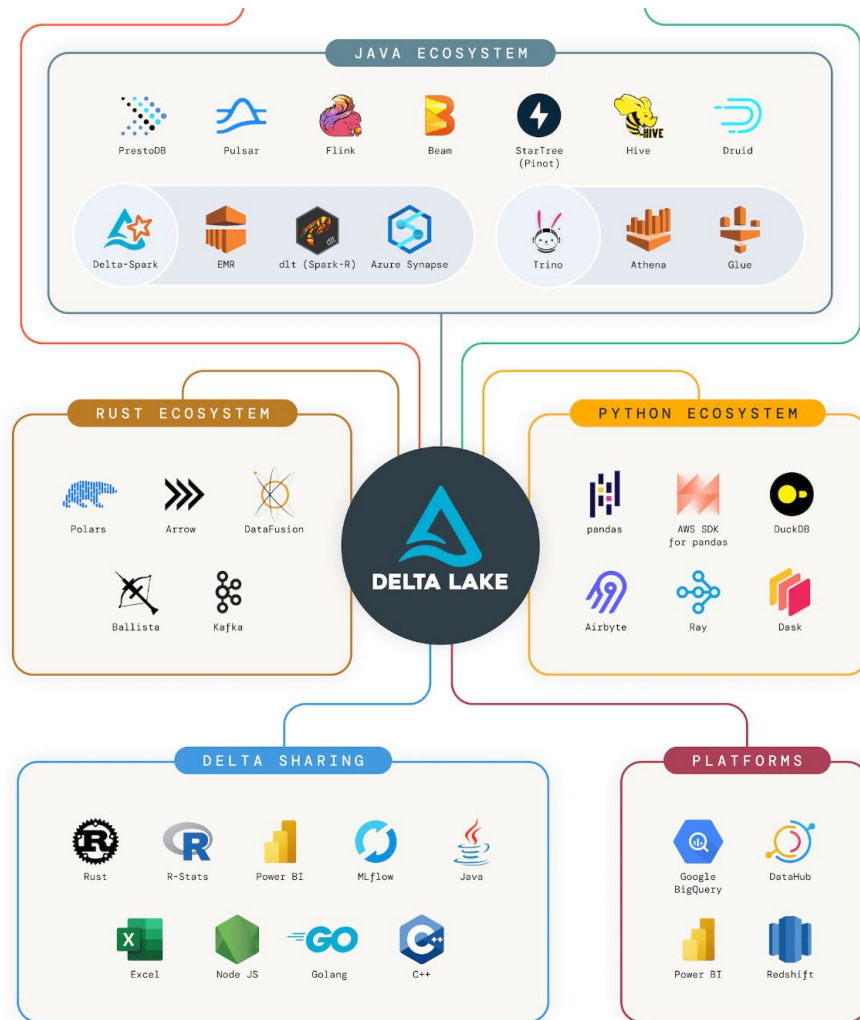 JAVA ECOSYSTEM
PrestoDB
Pulsar
Flink
Beam
StarTree
(Pinot)
HIVE
Hive
Druid
Delta-Spark
EMR
dlt
dlt (Spark-R)
Azure Synapse
Trino
Athena
Glue
RUST ECOSYSTEM
Polars
Arrow
DataFusion
Ballista
Kafka
DELTA LAKE
PYTHON ECOSYSTEM
pandas
AWS SDK
for pandas
DuckDB
Airbyte
Ray
Dask
DELTA SHARING
R
Rust
R
R-Stats
Power BI
MLflow
Java
X
Excel
Node JS
GO
Golang
C++
C++
PLATFORMS
Google
BigQuery
DataHub
Power BI
Redshift